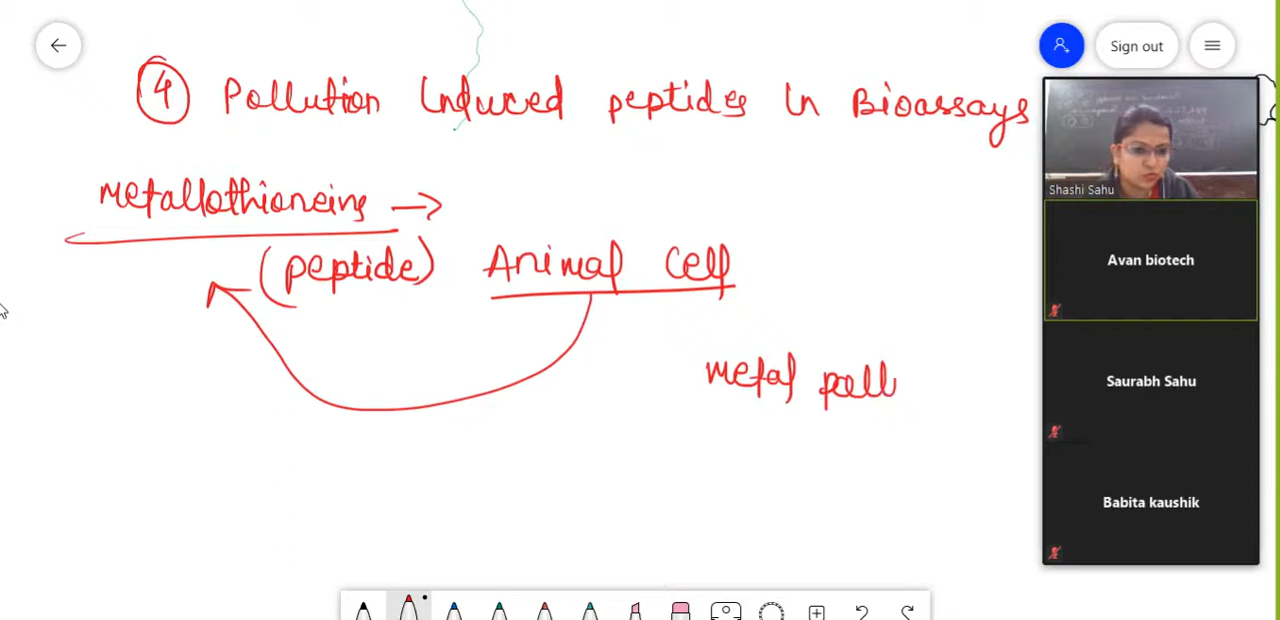 Sign out
④ Pollution Induced peptides in Bioassays
Shashi Sahu
metallothioneins →
(peptide) Animal Cell
Avan biotech
metal poll
Saurabh Sahu
Babita kaushik